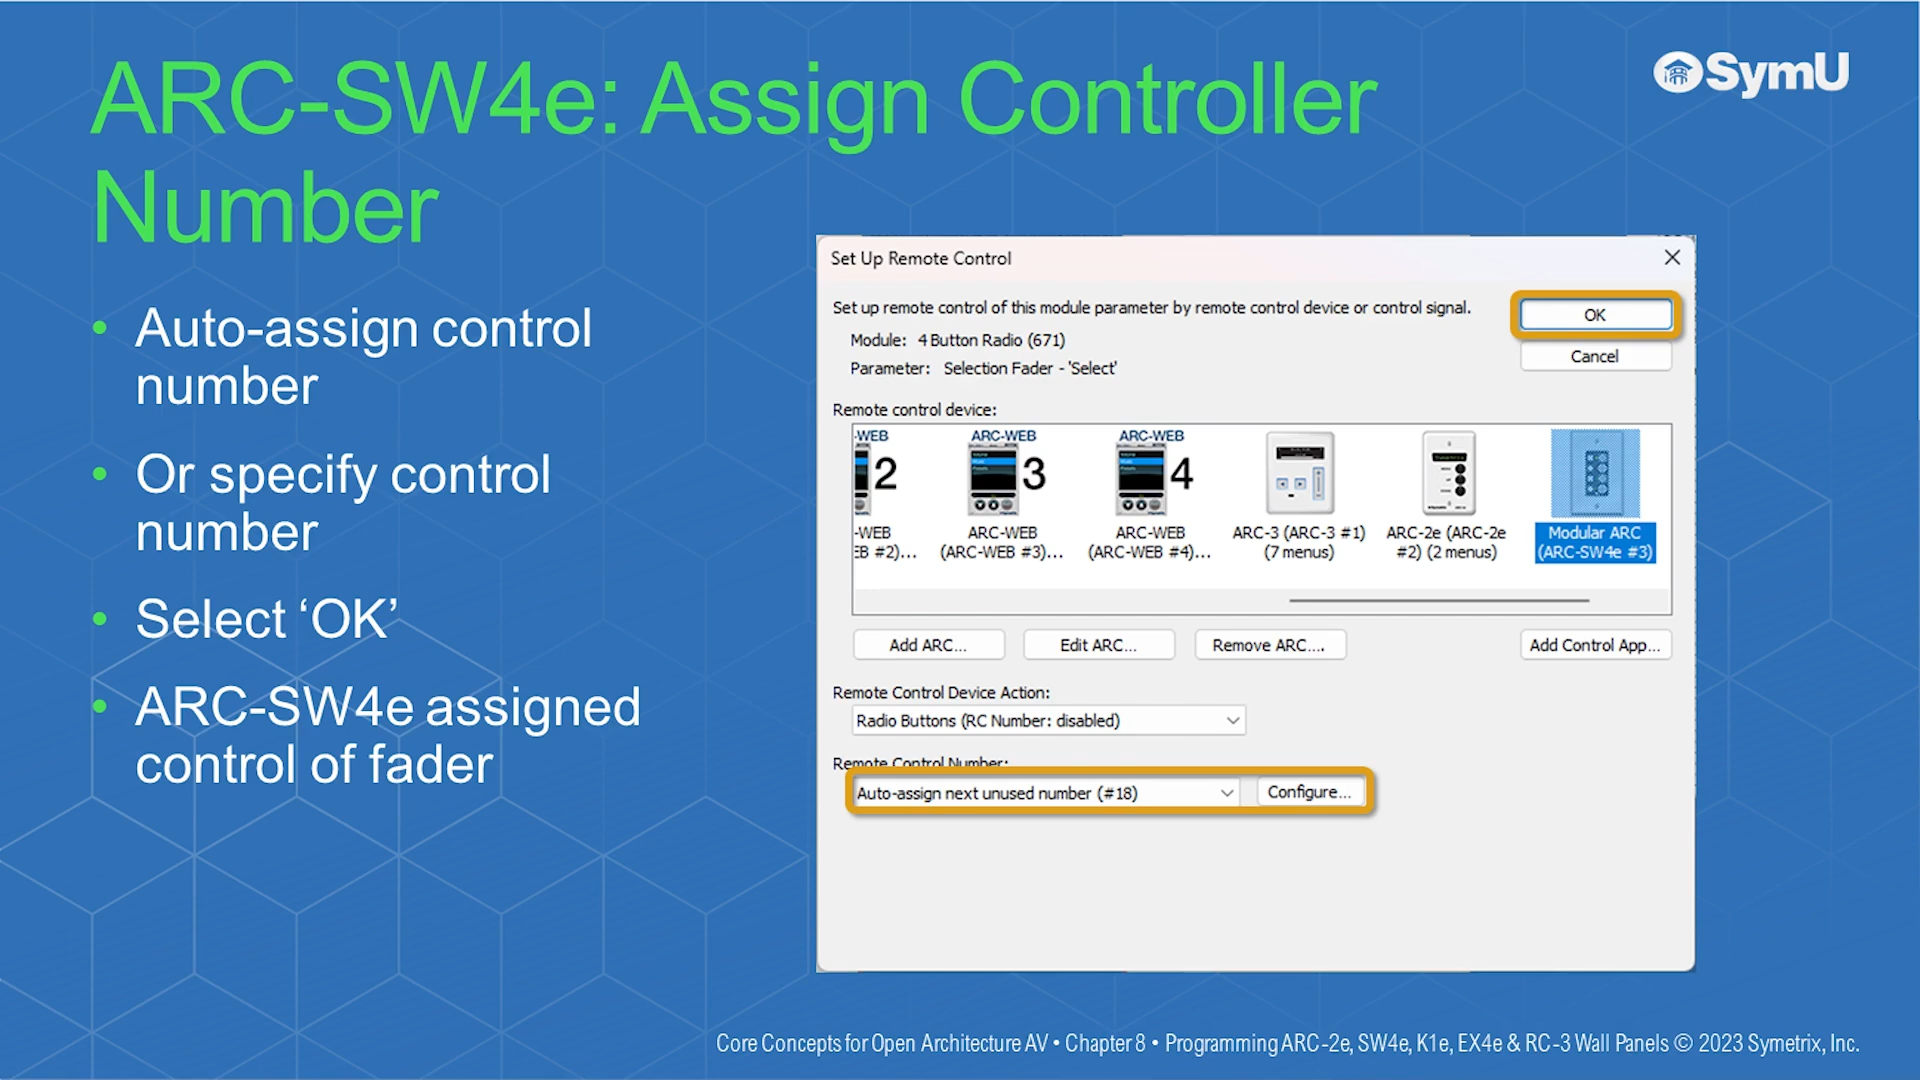 ARC-SW4e: Assign Controller
Number
SymU
• Auto-assign control
number
• Or specify control
number
• Select ‘OK’
• ARC-SW4e assigned
control of fader
Set Up Remote Control
Set up remote control of this module parameter by remote control device or control signal.
OK
Module: 4 Button Radio (671)
Cancel
Parameter: Selection Fader - 'Select'
Remote control device:
-WEB
2
-WEB
EB #2)...
ARC-WEB
3
ARC-WEB
(ARC-WEB #3)...
ARC-WEB
4
ARC-WEB
(ARC-WEB #4)...
ARC-3 (ARC-3 #1)
(7 menus)
ARC-2e (ARC-2e
#2) (2 menus)
Modular ARC
(ARC-SW4e #3)
Add ARC...
Edit ARC...
Remove ARC....
Add Control App...
Remote Control Device Action:
Radio Buttons (RC Number: disabled)
Remote Control Number:
Auto-assign next unused number (#18)
Configure...
Core Concepts for Open Architecture AV • Chapter 8 • Programming ARC-2e, SW4e, K1e, EX4e & RC-3 Wall Panels © 2023 Symetrix, Inc.